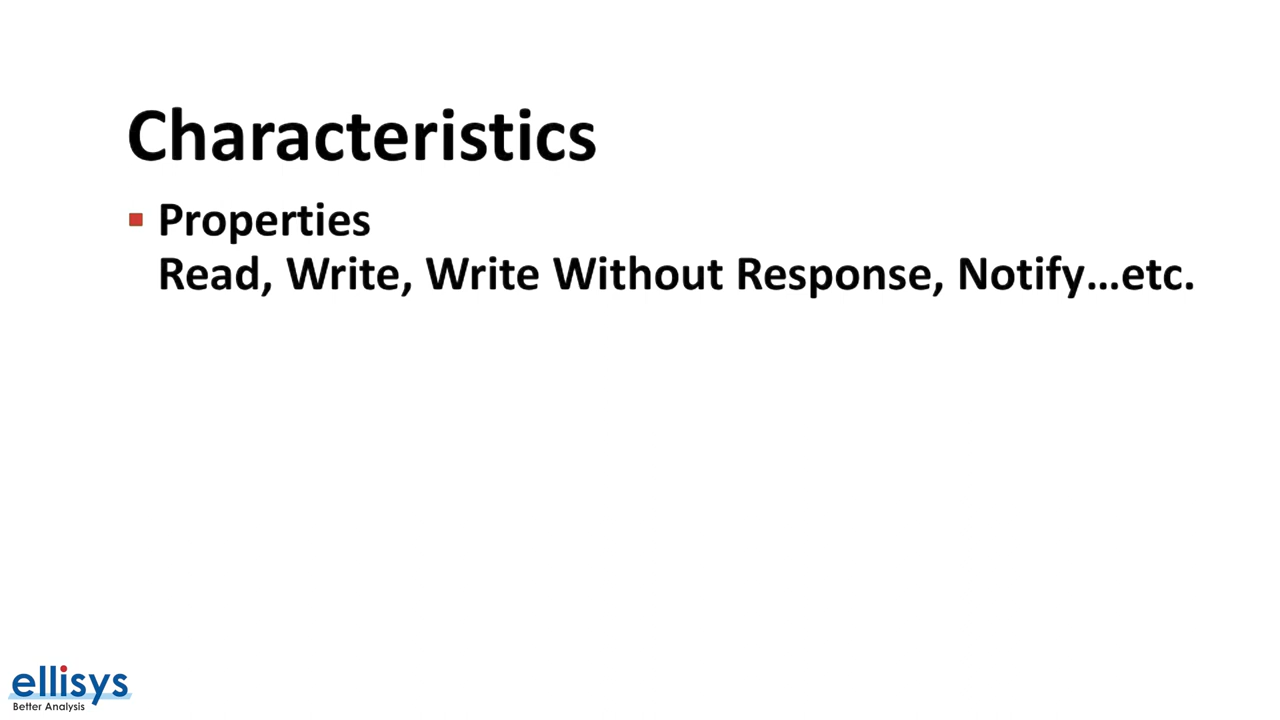 Characteristics
Properties
Read, Write, Write Without Response, Notify...etc.
ellisys
Better Analysis